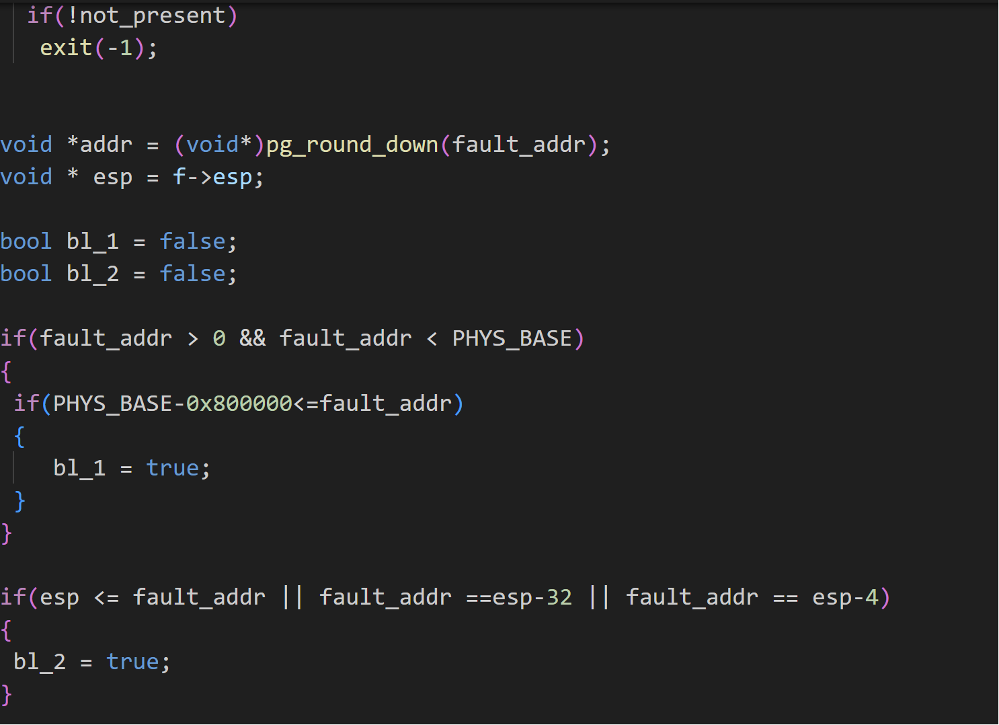 if(!not_present)
exit(-1);
void *addr = (void*)pg_round_down(fault_addr);
void * esp = f->esp;
bool bl_1 = false;
bool bl_2 = false;
if(fault_addr > 0 && fault_addr < PHYS_BASE)
{
if(PHYS_BASE-0x800000<=fault_addr)
{
bl_1 = true;
}
}
if(esp <= fault_addr || fault_addr ==esp-32 || fault_addr == esp-4)
{
bl_2 = true;
}